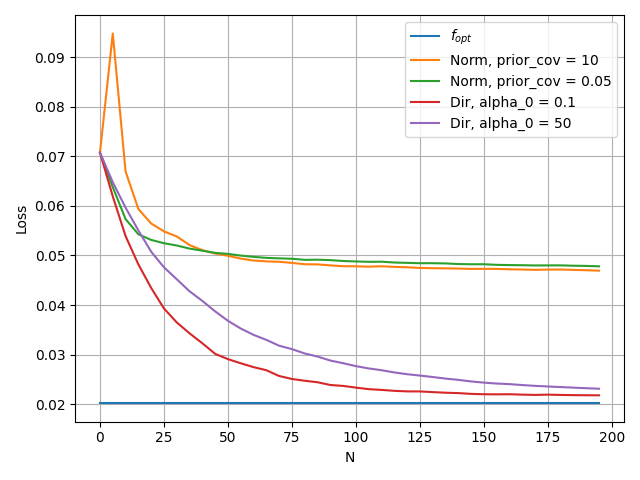 f_opt
Norm, prior_cov = 10
Norm, prior_cov = 0.05
Dir, alpha_0 = 0.1
Dir, alpha_0 = 50
0.09
0.08
0.07
0.06
0.05
0.04
0.03
0.02
Loss
0 25 50 75 100 125 150 175 200
N